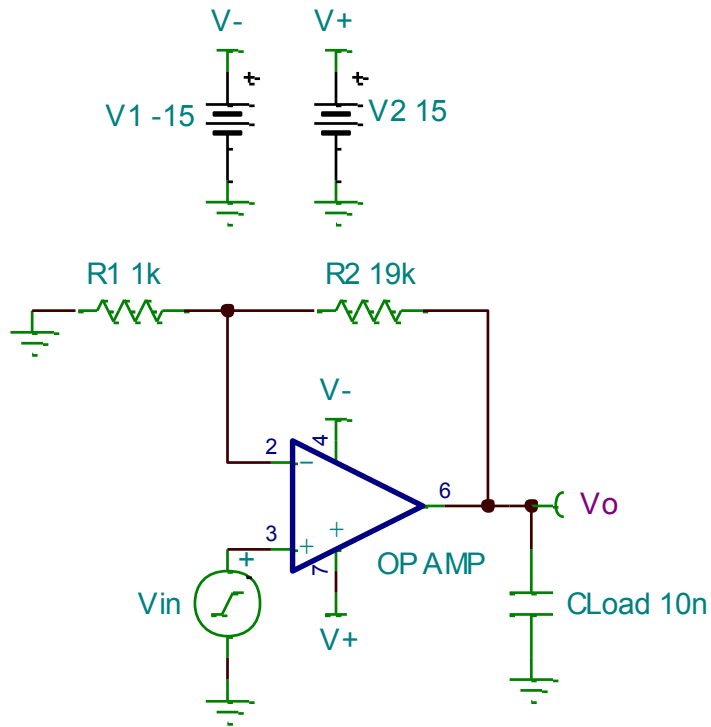 V- V+
V1 -15 V2 15
R1 1k R2 19k
V-
2 4
6 Vo
3 7
OP AMP
Vin CLoad 10n
V+